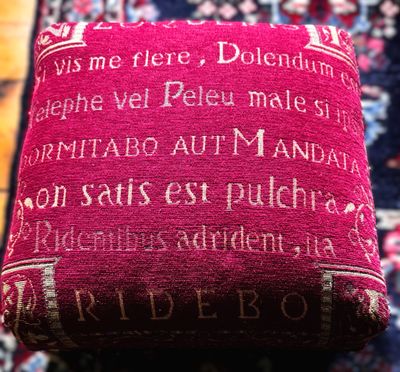 vis me flere, Dolendum e
elephe vel Peleu male si i
ORMITABO AUT MANDATA
on satis est pulchra
Ridentibus adrident, ita
RIDEBO